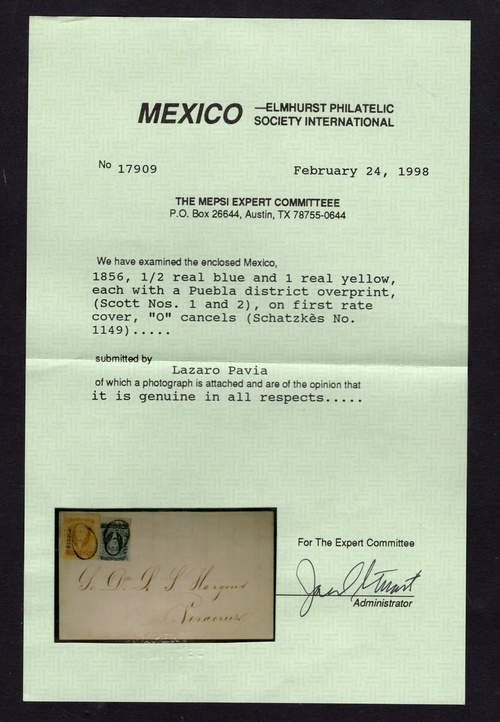 MEXICO —ELMHURST PHILATELIC
SOCIETY INTERNATIONAL
No 17909 February 24, 1998
THE MEPSI EXPERT COMMITTEEE
P.O. Box 26644, Austin, TX 78755-0644
We have examined the enclosed Mexico,
1856, 1/2 real blue and 1 real yellow,
each with a Puebla district overprint,
(Scott Nos. 1 and 2), on first rate
cover, "O" cancels (Schatzkès No.
1149).....
submitted by
Lazaro Pavia
of which a photograph is attached and are of the opinion that
it is genuine in all respects.....
For The Expert Committee
Administrator
Veracruz